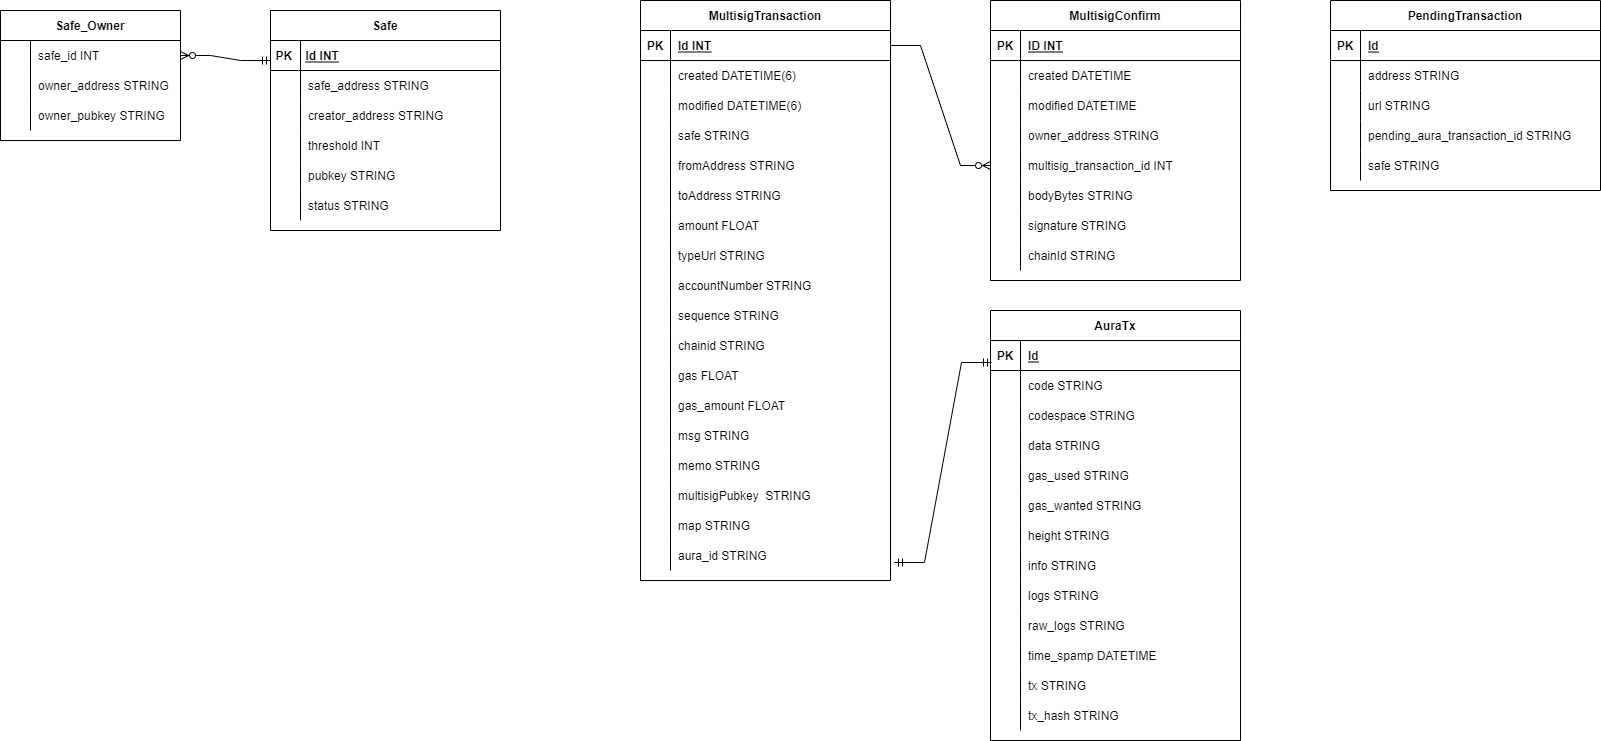 Safe_Owner
safe_id INT
owner_address STRING
owner_pubkey STRING
Safe
PK Id INT
safe_address STRING
creator_address STRING
threshold INT
pubkey STRING
status STRING
MultisigTransaction
PK Id INT
created DATETIME(6)
modified DATETIME(6)
safe STRING
fromAddress STRING
toAddress STRING
amount FLOAT
typeUrl STRING
accountNumber STRING
sequence STRING
chainid STRING
gas FLOAT
gas_amount FLOAT
msg STRING
memo STRING
multisigPubkey  STRING
map STRING
aura_id STRING
MultisigConfirm
PK ID INT
created DATETIME
modified DATETIME
owner_address STRING
multisig_transaction_id INT
bodyBytes STRING
signature STRING
chainId STRING
AuraTx
PK Id
code STRING
codespace STRING
data STRING
gas_used STRING
gas_wanted STRING
height STRING
info STRING
logs STRING
raw_logs STRING
time_spamp DATETIME
tx STRING
tx_hash STRING
PendingTransaction
PK Id
address STRING
url STRING
pending_aura_transaction_id STRING
safe STRING